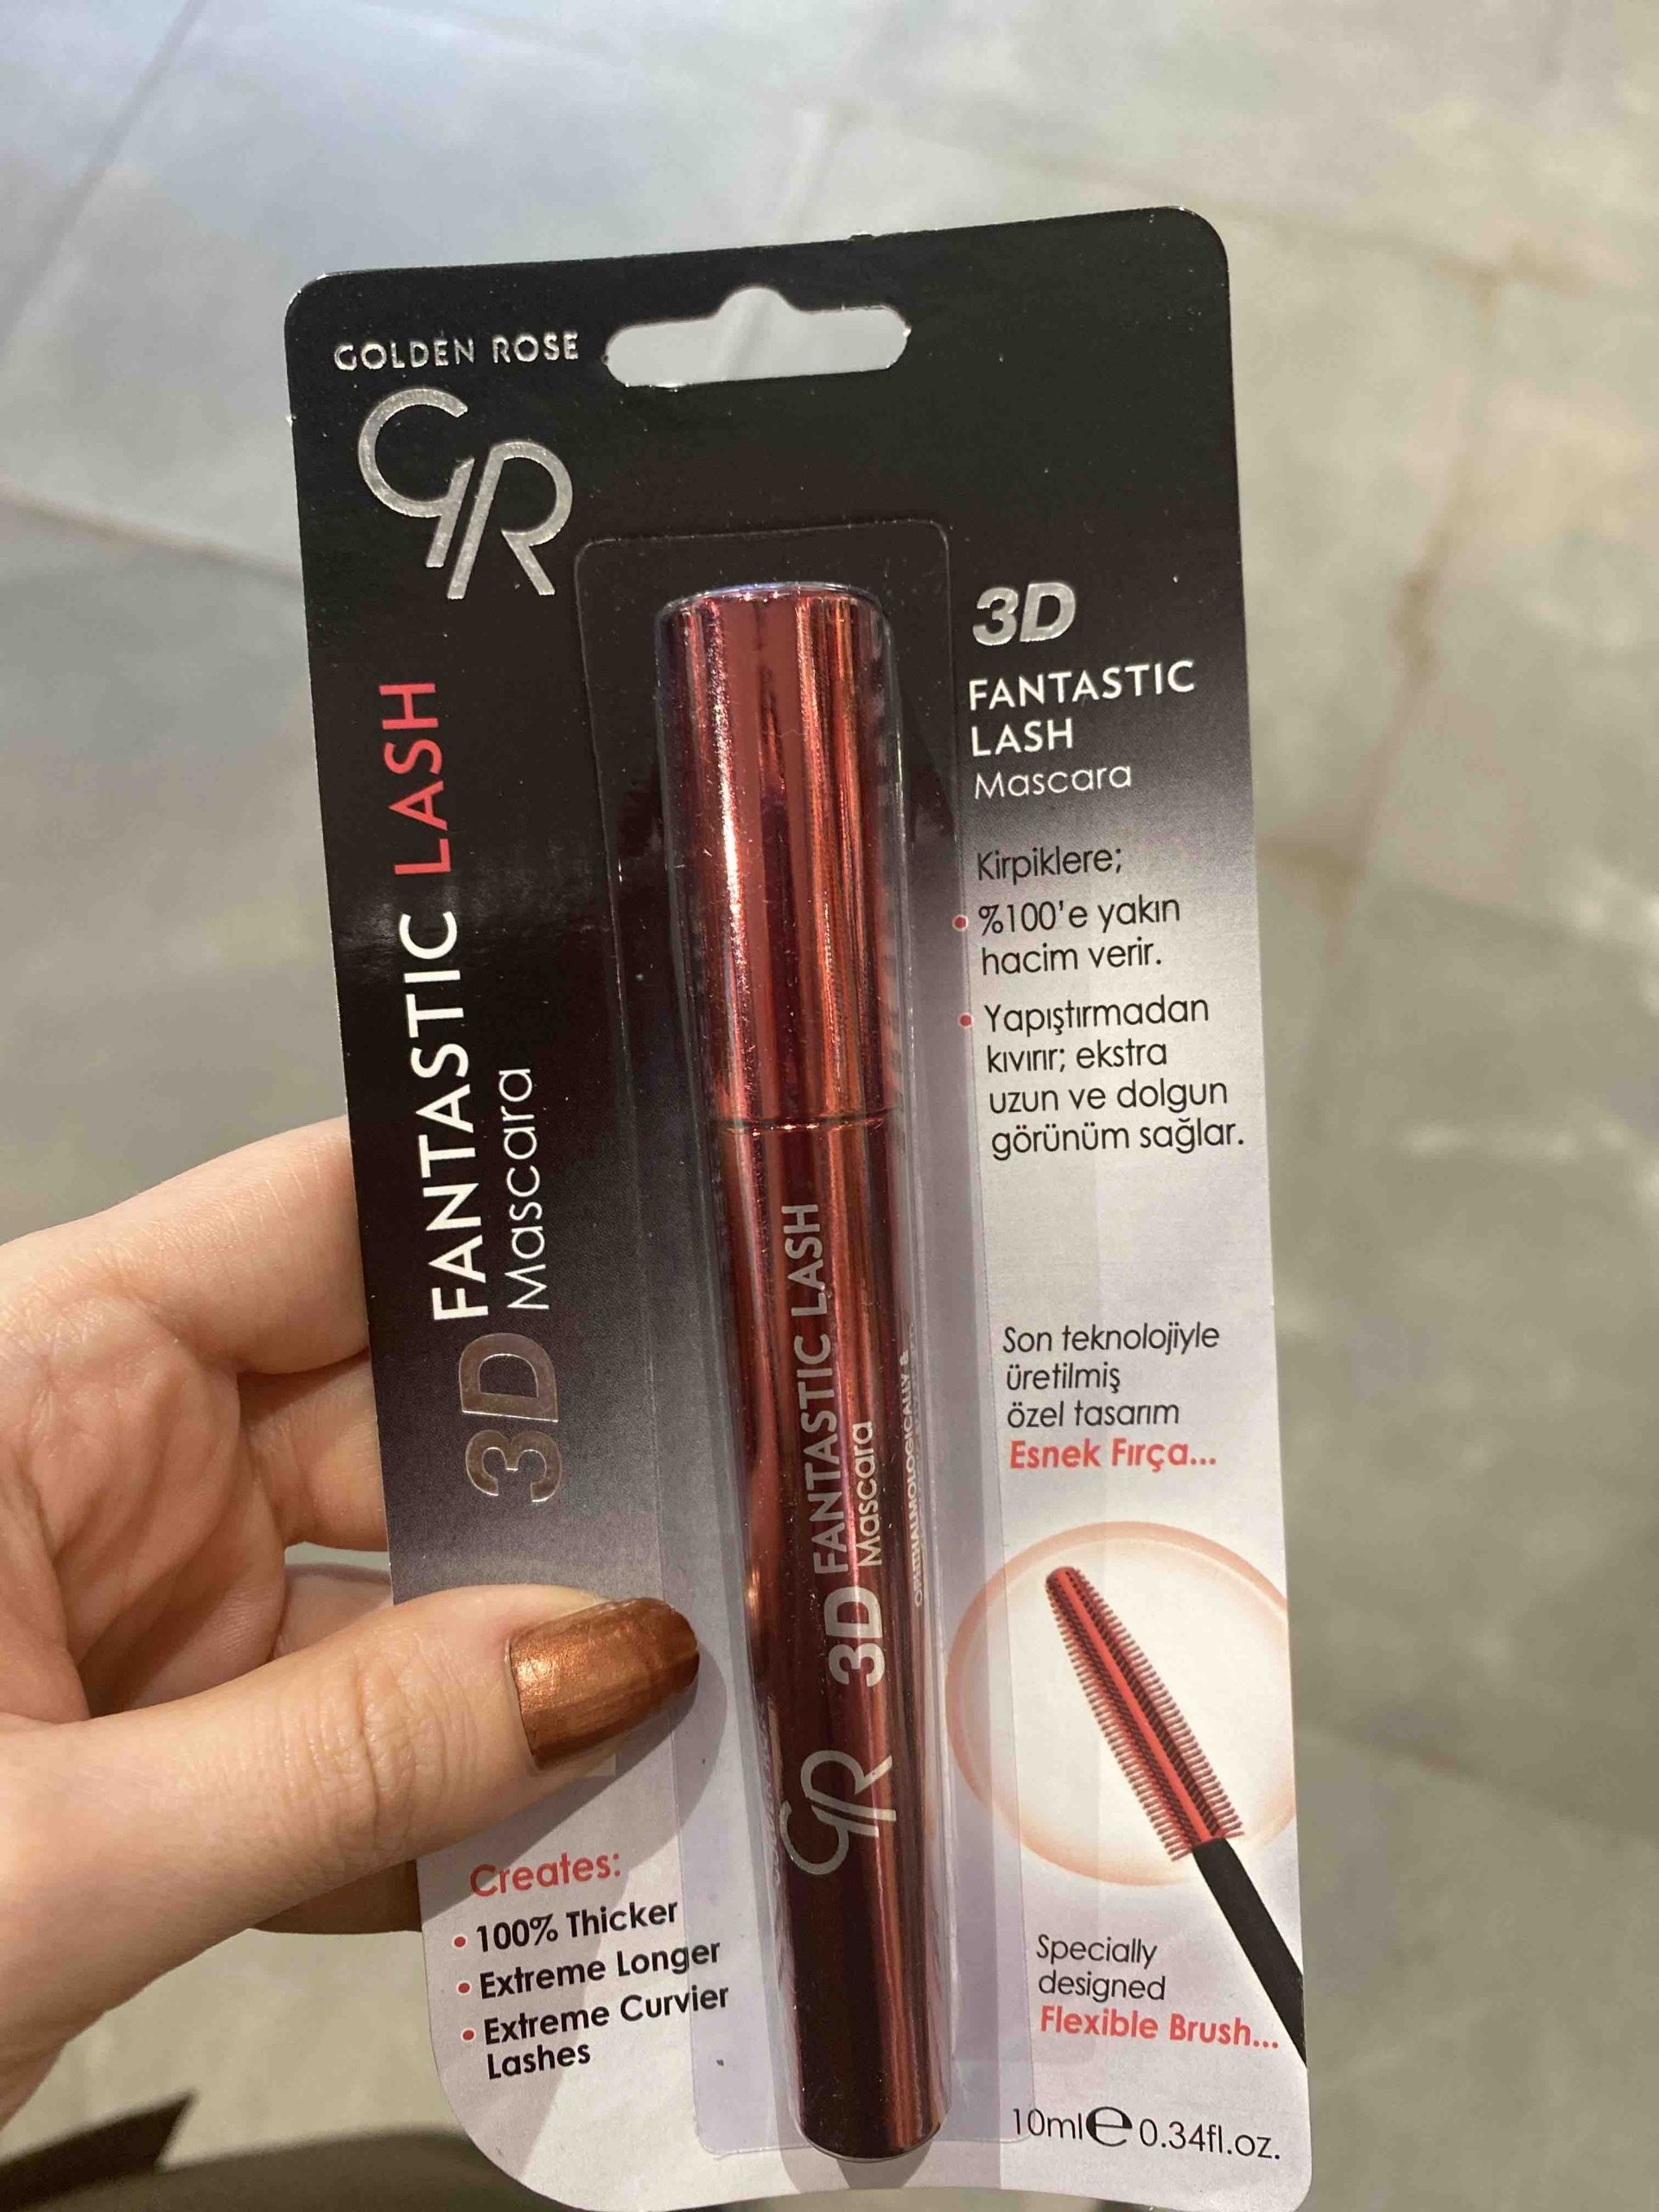 GOLDEN ROSE
GR
3D FANTASTIC LASH
Mascara
3D
FANTASTIC
LASH
Mascara
Kirpiklere;
• %100'e yakın
hacim verir.
• Yapıştırmadan
kıvırır; ekstra
uzun ve dolgun
görünüm sağlar.
Son teknolojiyle
üretilmiş
özel tasarım
Esnek Fırça...
GR 3D FANTASTIC LASH
Mascara
OPHTHALMOLOGICALLY &
Creates:
• 100% Thicker
• Extreme Longer
• Extreme Curvier
Lashes
Specially
designed
Flexible Brush...
10ml℮0.34fl.oz.